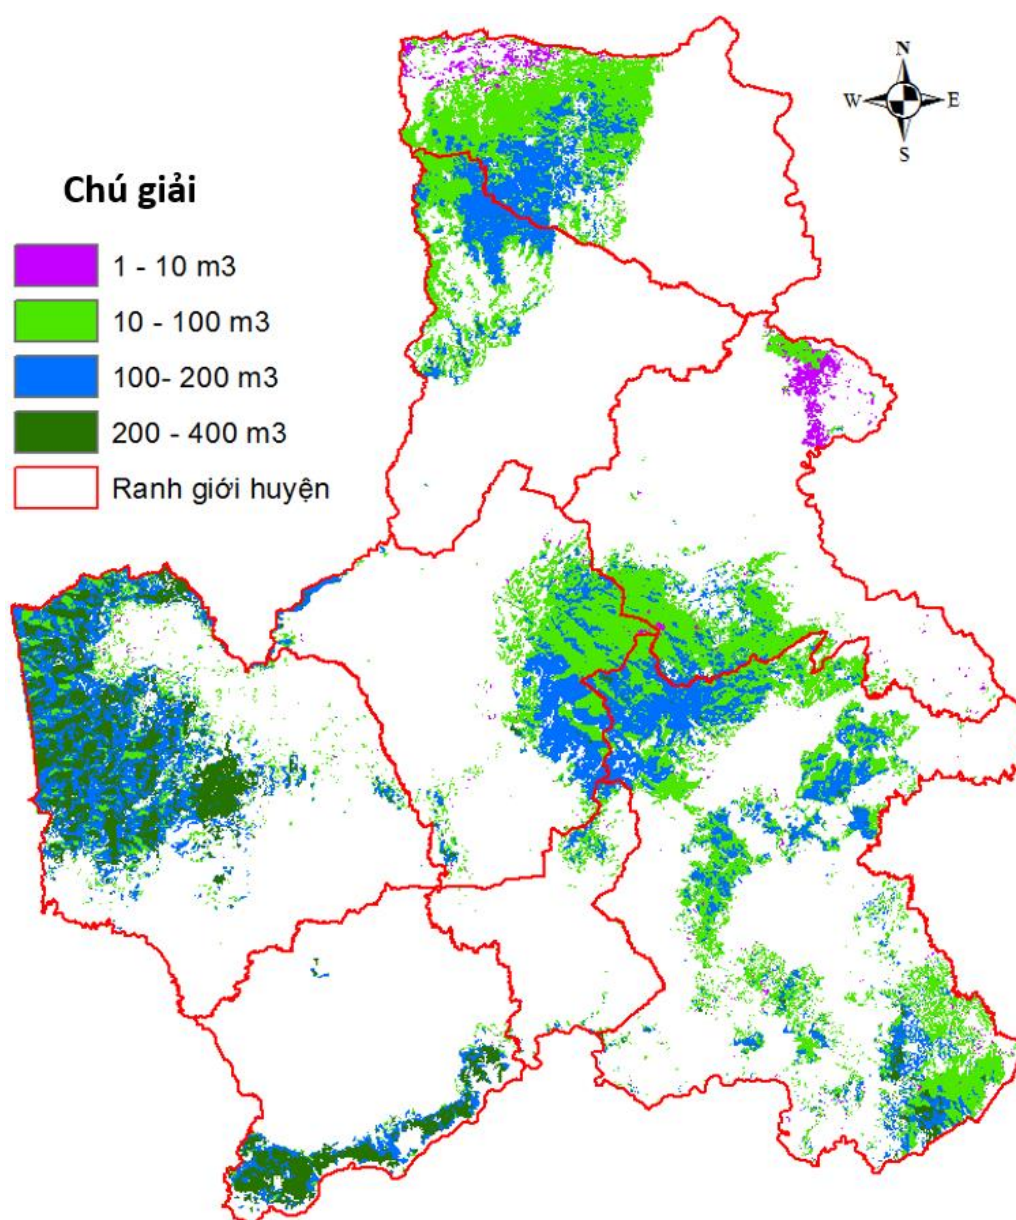 N
W E
S
Chú giải
1 - 10 m3
10 - 100 m3
100- 200 m3
200 - 400 m3
Ranh giới huyện